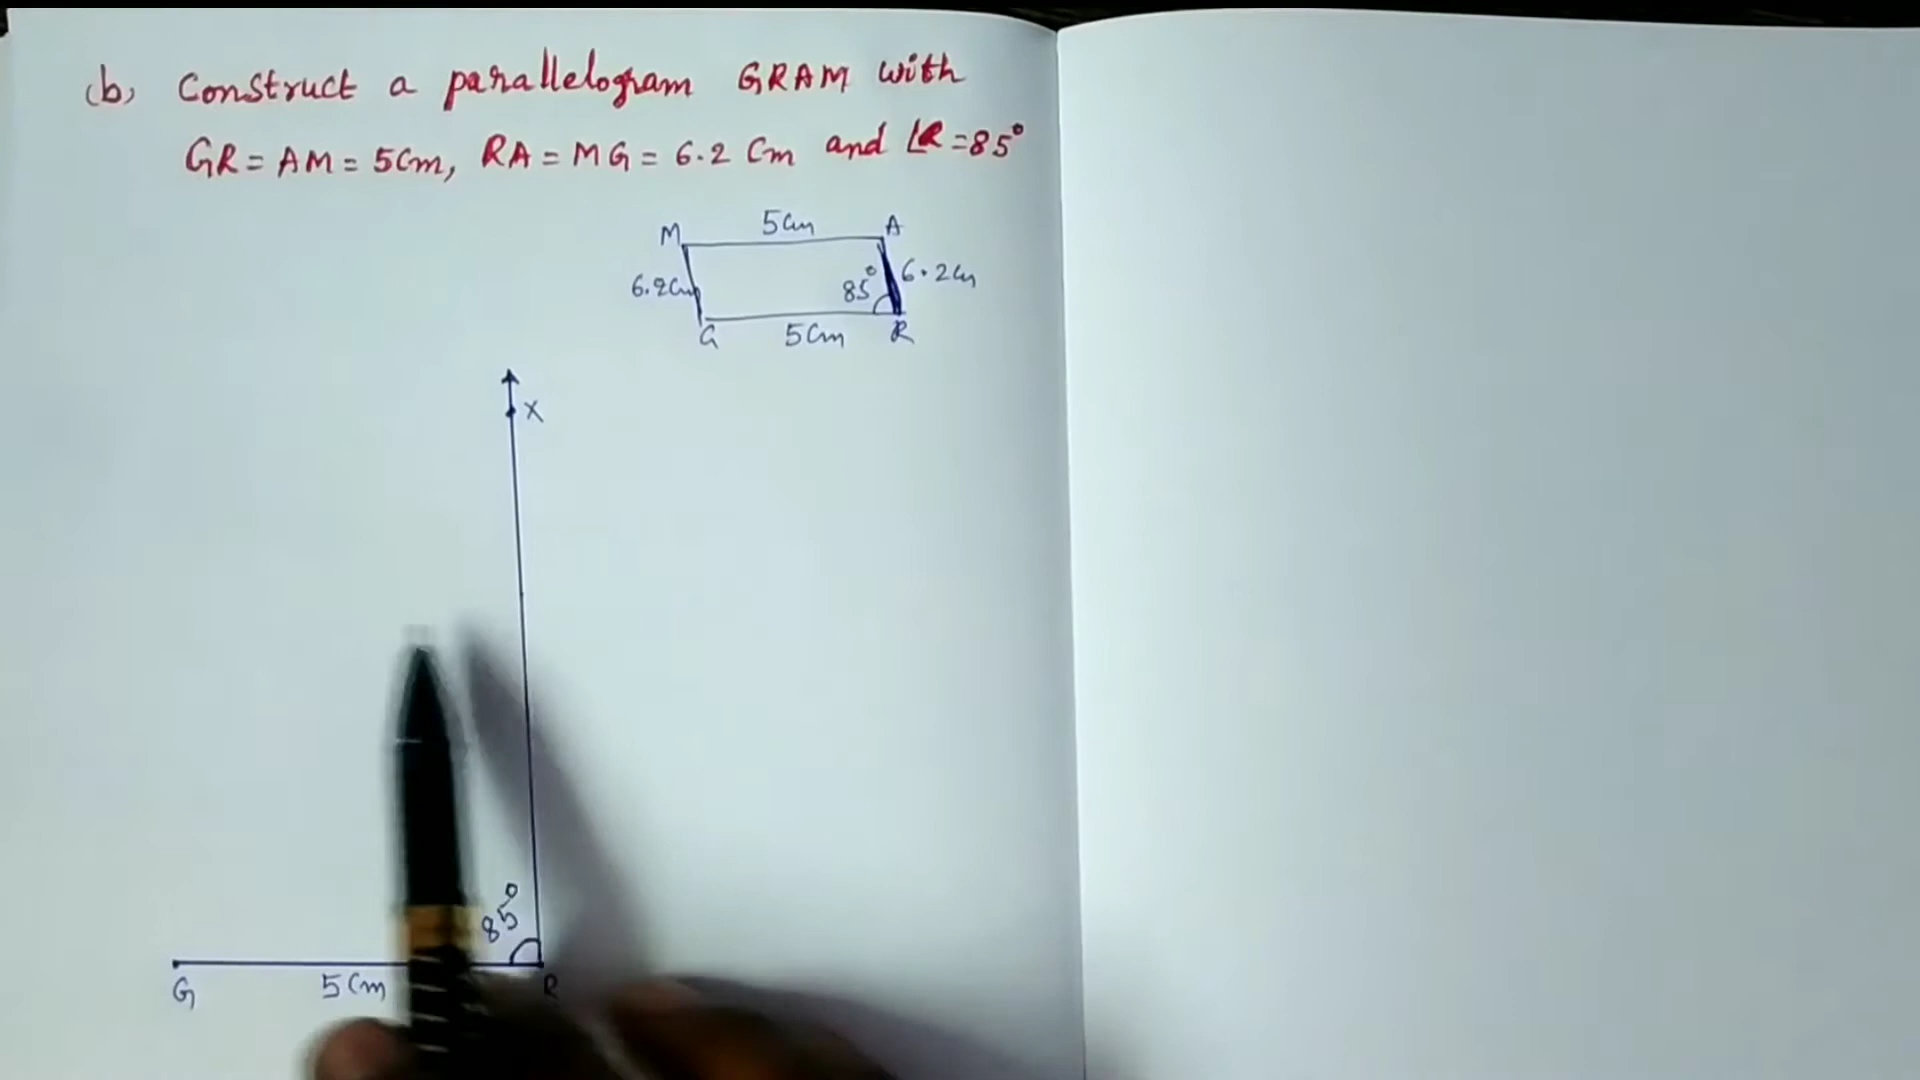 (b) Construct a parallelogram GRAM with
GR = AM = 5Cm, RA = MG = 6.2 Cm and ∠R = 85°
M 5Cm A
6.2Cm 85° 6.2Cm
G 5Cm R
X
85°
G 5Cm R